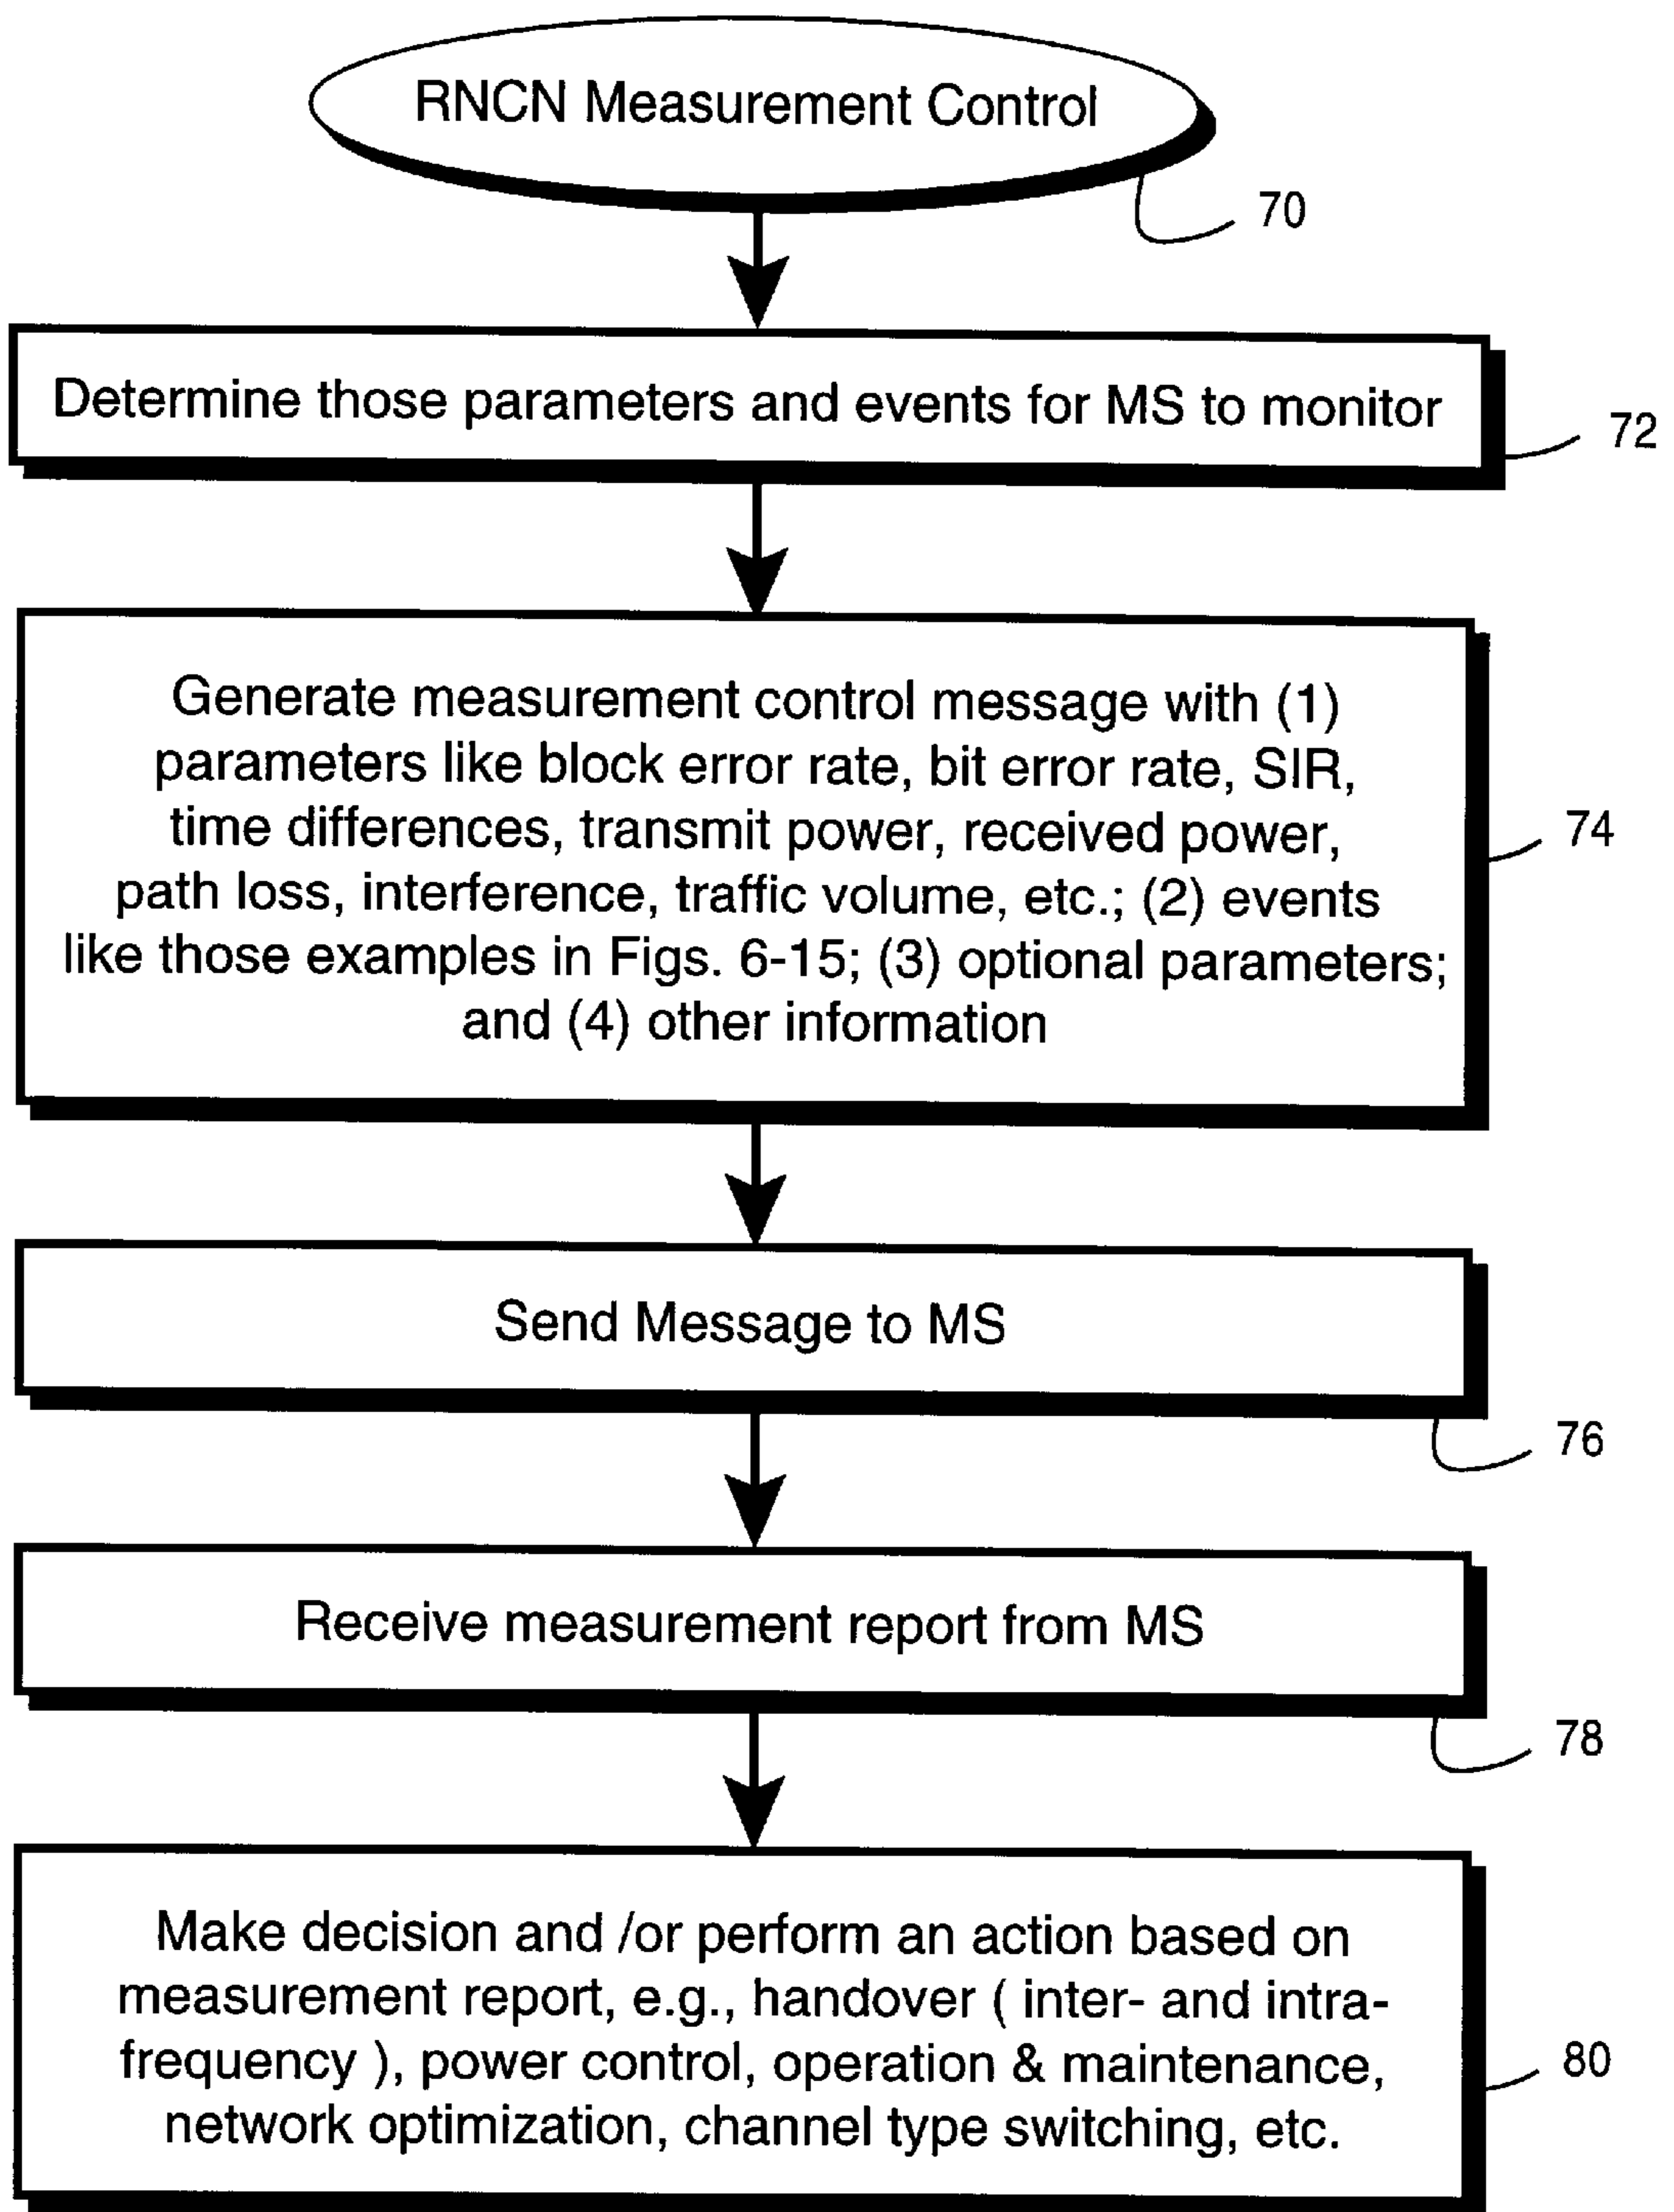 RNCN Measurement Control
70
Determine those parameters and events for MS to monitor
72
Generate measurement control message with (1)
parameters like block error rate, bit error rate, SIR,
time differences, transmit power, received power,
path loss, interference, traffic volume, etc.; (2) events
like those examples in Figs. 6-15; (3) optional parameters;
and (4) other information
74
Send Message to MS
76
Receive measurement report from MS
78
Make decision and /or perform an action based on
measurement report, e.g., handover ( inter- and intra-
frequency ), power control, operation & maintenance,
network optimization, channel type switching, etc.
80